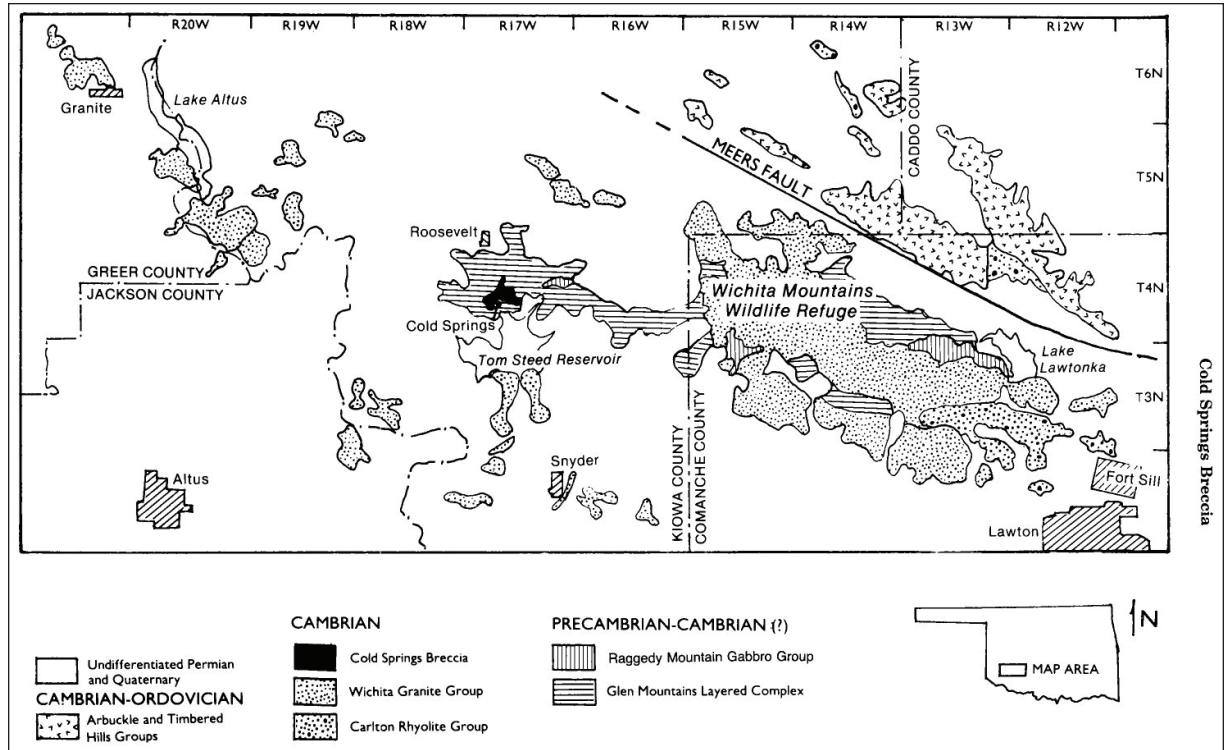 R20W
R19W
R18W
R17W
R16W
R15W
R14W
R13W
R12W
T6N
T5N
T4N
T3N
Granite
Lake Altus
MEERS FAULT
CADDO COUNTY
Roosevelt
GREER COUNTY
JACKSON COUNTY
Wichita Mountains
Wildlife Refuge
Cold Springs
Tom Steed Reservoir
Lake
Lawtonka
KIOWA COUNTY
COMANCHE COUNTY
Altus
Snyder
Fort Sill
Lawton
Cold Springs Breccia
Undifferentiated Permian
and Quaternary
CAMBRIAN-ORDOVICIAN
Arbuckle and Timbered
Hills Groups
CAMBRIAN
Cold Springs Breccia
Wichita Granite Group
Carlton Rhyolite Group
PRECAMBRIAN-CAMBRIAN (?)
Raggedy Mountain Gabbro Group
Glen Mountains Layered Complex
MAP AREA
N